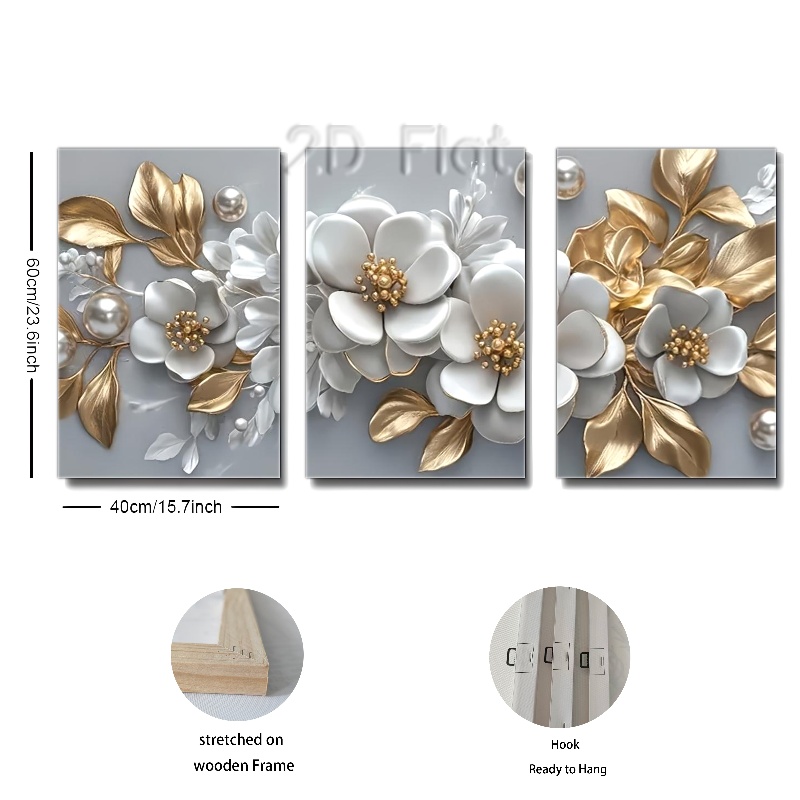 2D Flat
60cm/23.6inch
40cm/15.7inch
stretched on
wooden Frame
Hook
Ready to Hang